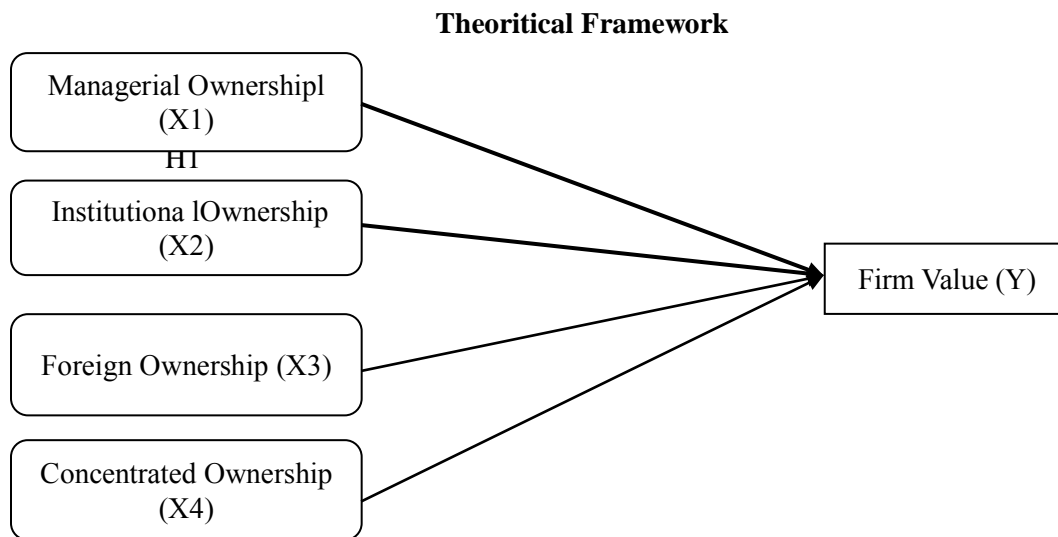 Theoritical Framework
Managerial Ownershipl
(X1)
H1
Institutiona lOwnership
(X2)
Firm Value (Y)
Foreign Ownership (X3)
Concentrated Ownership
(X4)